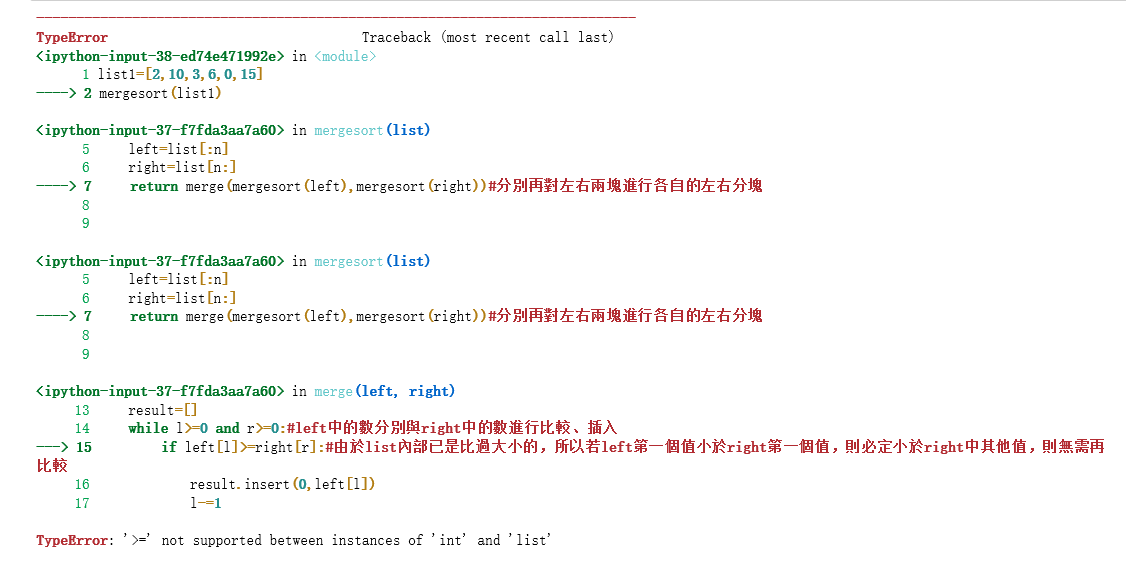 ---------------------------------------------------------------------------
TypeError                                 Traceback (most recent call last)
<ipython-input-38-ed74e471992e> in <module>
      1 list1=[2,10,3,6,0,15]
----> 2 mergesort(list1)

<ipython-input-37-f7fda3aa7a60> in mergesort(list)
      5     left=list[:n]
      6     right=list[n:]
----> 7     return merge(mergesort(left),mergesort(right))#分別再對左右兩塊進行各自的左右分塊
      8
      9

<ipython-input-37-f7fda3aa7a60> in mergesort(list)
      5     left=list[:n]
      6     right=list[n:]
----> 7     return merge(mergesort(left),mergesort(right))#分別再對左右兩塊進行各自的左右分塊
      8
      9

<ipython-input-37-f7fda3aa7a60> in merge(left, right)
     13     result=[]
     14     while l>=0 and r>=0:#left中的數分別與right中的數進行比較、插入
---> 15         if left[l]>=right[r]:#由於list內部已是比過大小的，所以若left第一個值小於right第一個值，則必定小於right中其他值，則無需再
比較
     16             result.insert(0,left[l])
     17             l-=1

TypeError: '>=' not supported between instances of 'int' and 'list'